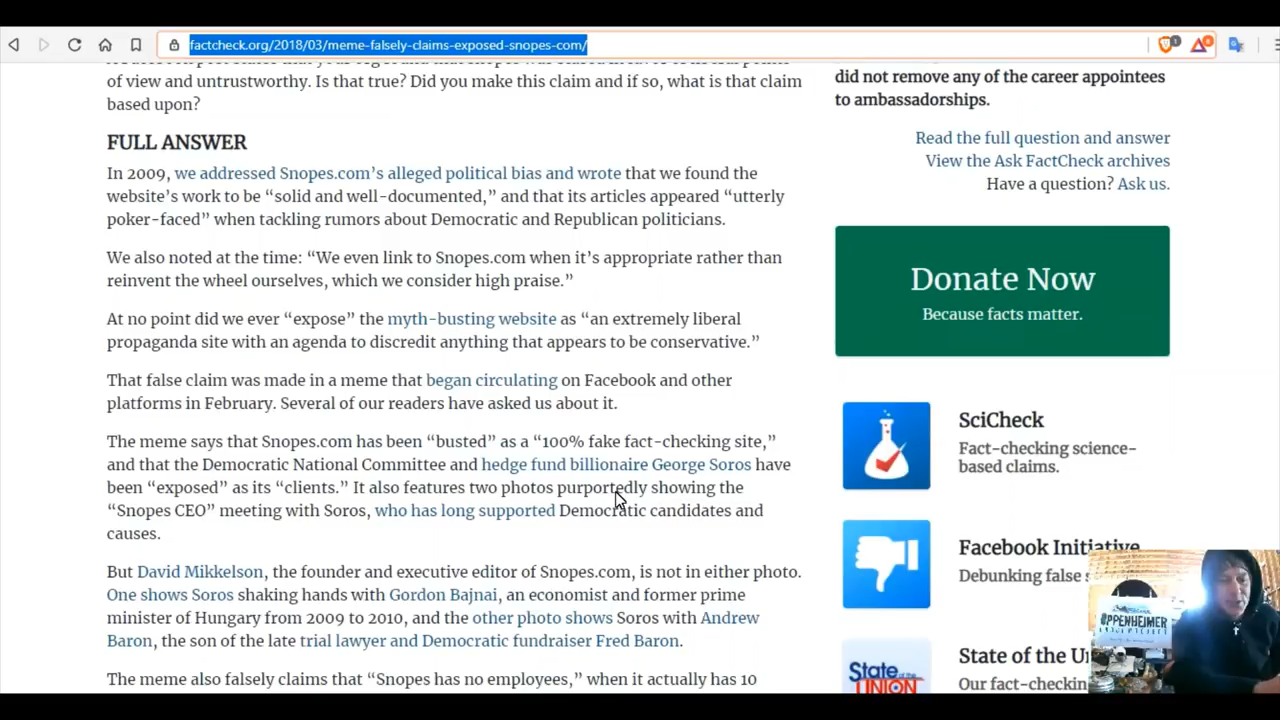 factcheck.org/2018/03/meme-falsely-claims-exposed-snopes-com/
of view and untrustworthy. Is that true? Did you make this claim and if so, what is that claim
based upon?
FULL ANSWER
In 2009, we addressed Snopes.com’s alleged political bias and wrote that we found the
website’s work to be “solid and well-documented,” and that its articles appeared “utterly
poker-faced” when tackling rumors about Democratic and Republican politicians.
We also noted at the time: “We even link to Snopes.com when it’s appropriate rather than
reinvent the wheel ourselves, which we consider high praise.”
At no point did we ever “expose” the myth-busting website as “an extremely liberal
propaganda site with an agenda to discredit anything that appears to be conservative.”
That false claim was made in a meme that began circulating on Facebook and other
platforms in February. Several of our readers have asked us about it.
The meme says that Snopes.com has been “busted” as a “100% fake fact-checking site,”
and that the Democratic National Committee and hedge fund billionaire George Soros have
been “exposed” as its “clients.” It also features two photos purportedly showing the
“Snopes CEO” meeting with Soros, who has long supported Democratic candidates and
causes.
But David Mikkelson, the founder and executive editor of Snopes.com, is not in either photo.
One shows Soros shaking hands with Gordon Bajnai, an economist and former prime
minister of Hungary from 2009 to 2010, and the other photo shows Soros with Andrew
Baron, the son of the late trial lawyer and Democratic fundraiser Fred Baron.
The meme also falsely claims that “Snopes has no employees,” when it actually has 10
did not remove any of the career appointees
to ambassadorships.
Read the full question and answer
View the Ask FactCheck archives
Have a question? Ask us.
Donate Now
Because facts matter.
SciCheck
Fact-checking science-
based claims.
Facebook Initiative
Debunking false s
State of the U
Our fact-checkin
State of the
UNION
OPPENHEIMER